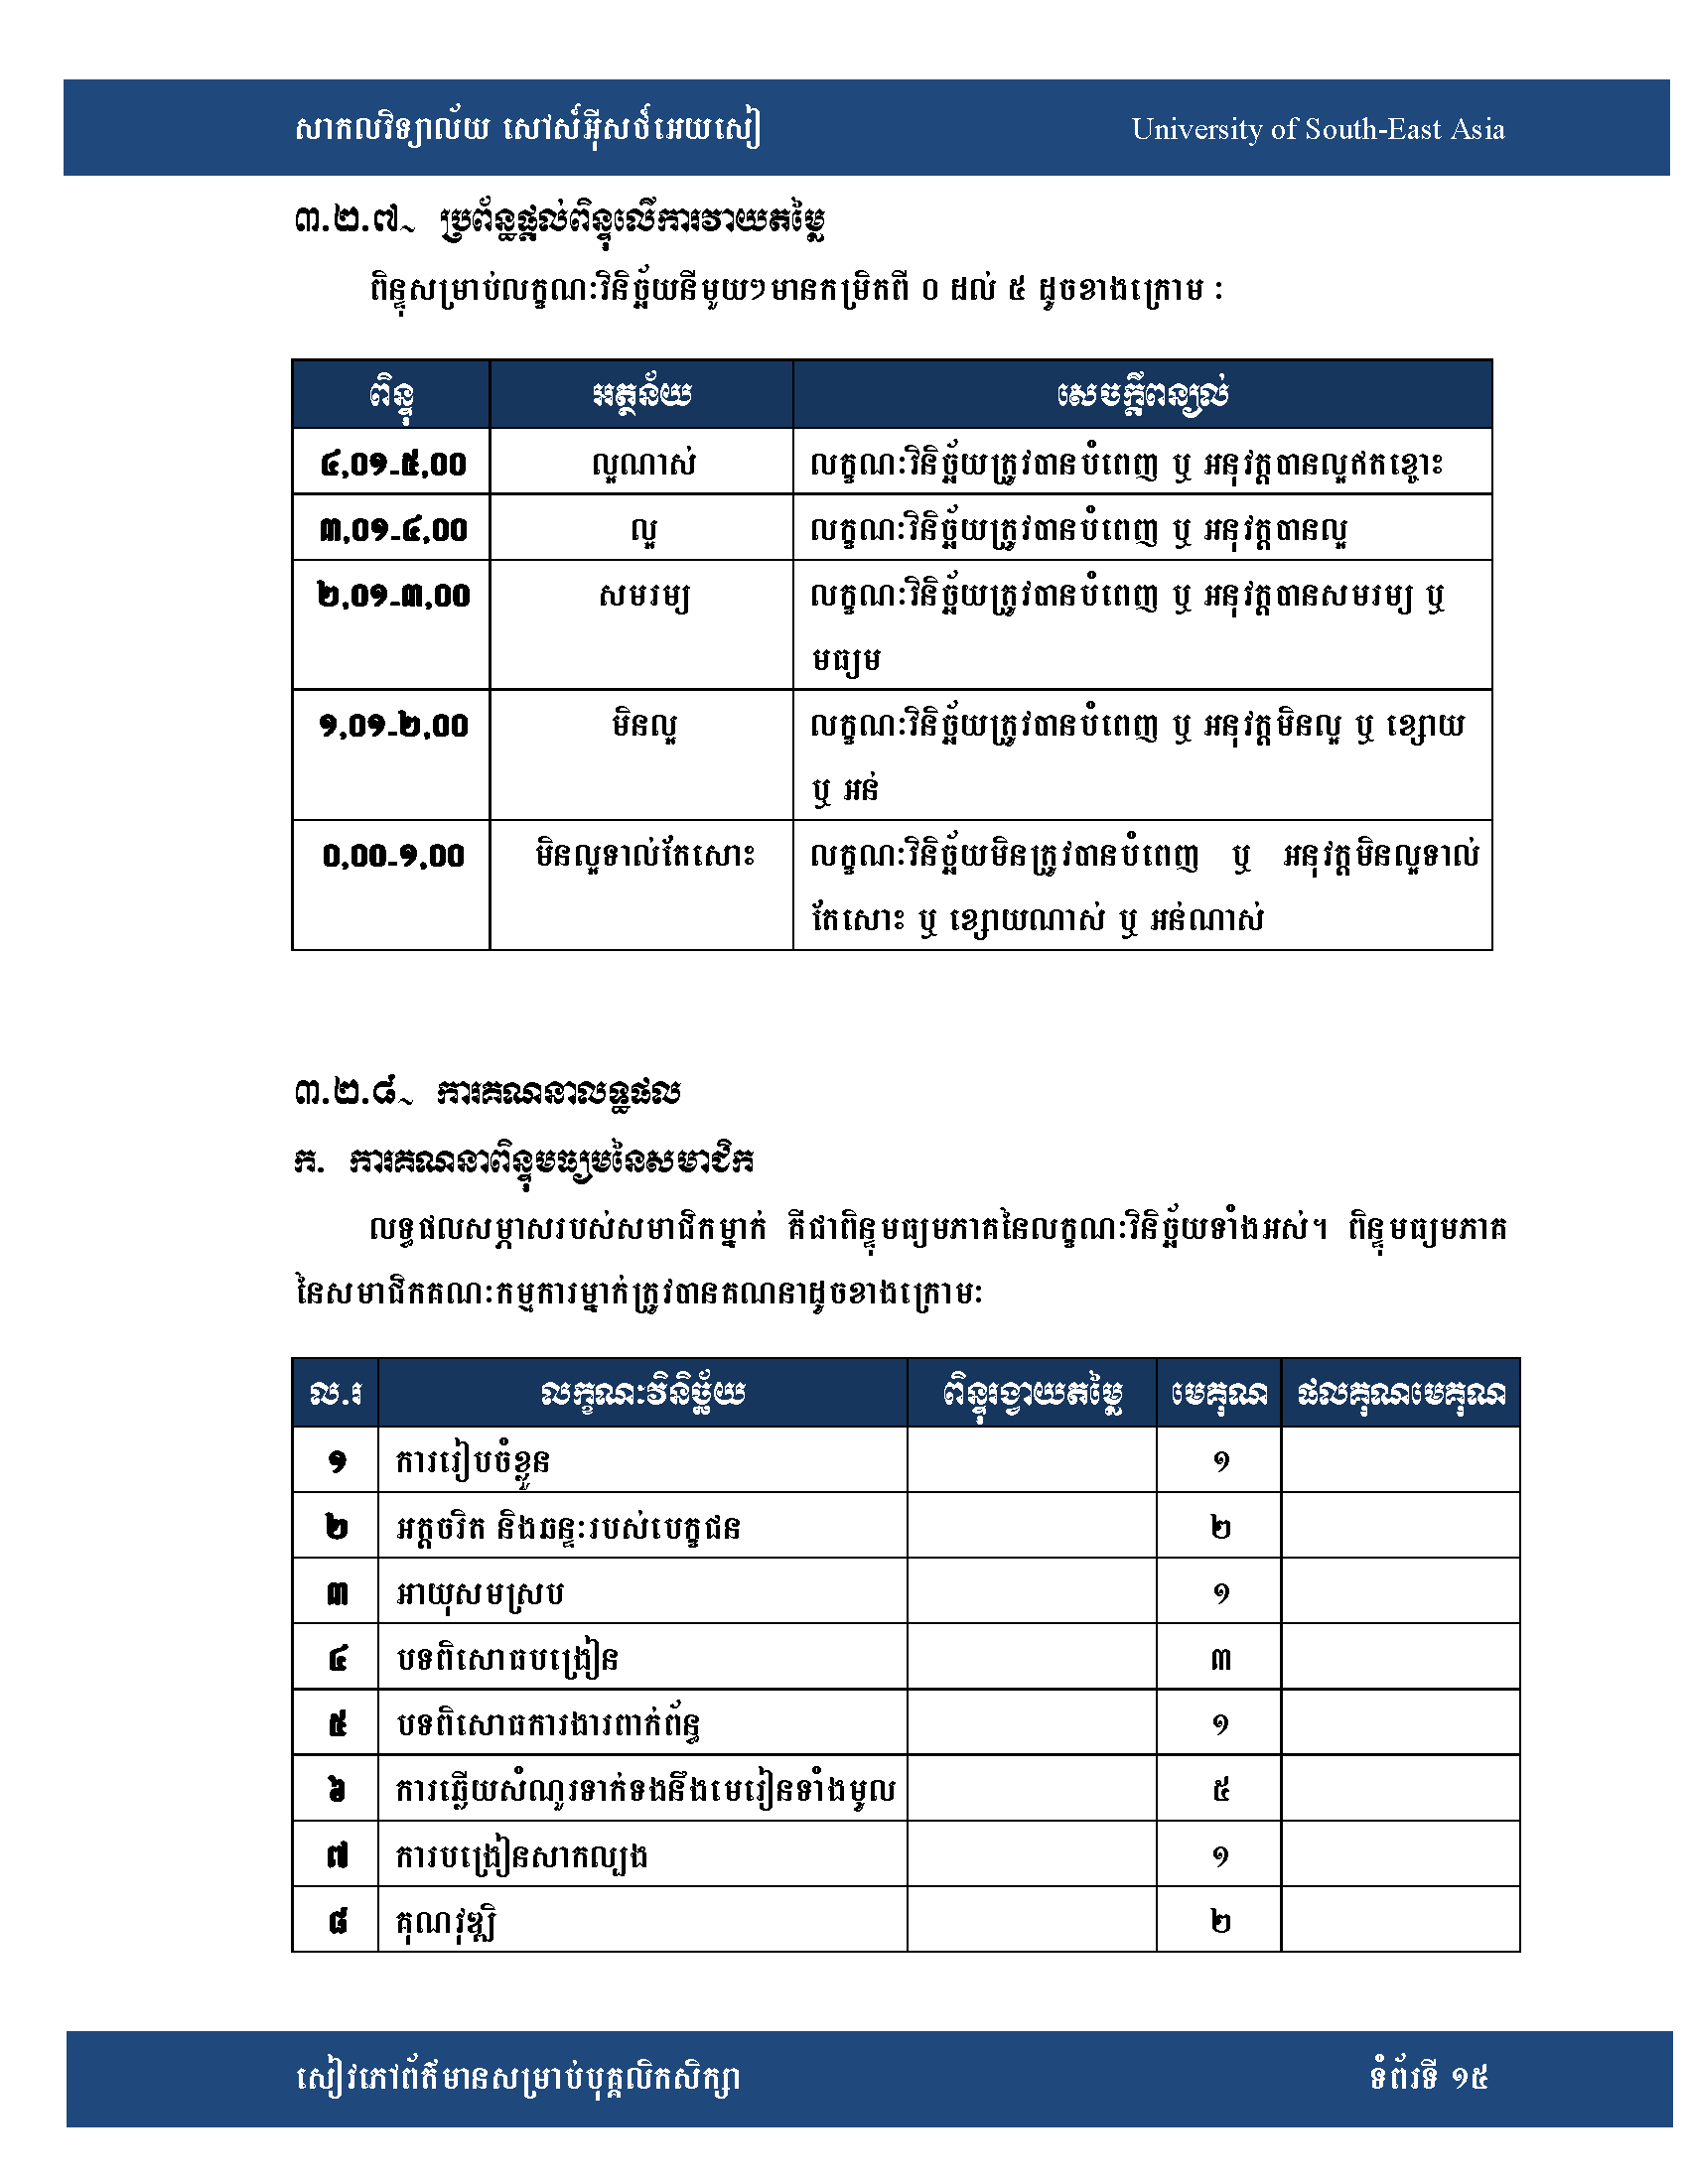 សាកលវិទ្យាល័យ សៅស៍អ៊ីសថ៍អេយសៀ University of South-East Asia
៣.២.៧~ ប្រព័ន្ធផ្តល់ពិន្ទុលើការវាយតម្លៃ
ពិន្ទុសម្រាប់លក្ខណៈវិនិច្ឆ័យនីមួយៗមានកម្រិតពី ០ ដល់ ៥ ដូចខាងក្រោម ៖
ពិន្ទុ អត្ថន័យ សេចក្តីពន្យល់
៤,០១-៥,០០ ល្អណាស់ លក្ខណៈវិនិច្ឆ័យត្រូវបានបំពេញ ឬ អនុវត្តបានល្អឥតខ្ចោះ
៣,០១-៤,០០ ល្អ លក្ខណៈវិនិច្ឆ័យត្រូវបានបំពេញ ឬ អនុវត្តបានល្អ
២,០១-៣,០០ សមរម្យ លក្ខណៈវិនិច្ឆ័យត្រូវបានបំពេញ ឬ អនុវត្តបានសមរម្យ ឬ
មធ្យម
១,០១-២,០០ មិនល្អ លក្ខណៈវិនិច្ឆ័យត្រូវបានបំពេញ ឬ អនុវត្តមិនល្អ ឬ ខ្សោយ
ឬ អន់
០,០០-១,០០ មិនល្អទាល់តែសោះ លក្ខណៈវិនិច្ឆ័យមិនត្រូវបានបំពេញ ឬ អនុវត្តមិនល្អទាល់
តែសោះ ឬ ខ្សោយណាស់ ឬ អន់ណាស់
៣.២.៨~ ការគណនាលទ្ធផល
ក. ការគណនាពិន្ទុមធ្យមនៃសមាជិក
លទ្ធផលសម្ភាសរបស់សមាជិកម្នាក់ គឺជាពិន្ទុមធ្យមភាគនៃលក្ខណៈវិនិច្ឆ័យទាំងអស់។ ពិន្ទុមធ្យមភាគ
នៃសមាជិកគណៈកម្មការម្នាក់ត្រូវបានគណនាដូចខាងក្រោមៈ
ល.រ លក្ខណៈវិនិច្ឆ័យ ពិន្ទុរង្វាយតម្លៃ មេគុណ ផលគុណមេគុណ
១ ការរៀបចំខ្លួន ១
២ អត្តចរិត និងឆន្ទៈរបស់បេក្ខជន ២
៣ អាយុសមស្រប ១
៤ បទពិសោធបង្រៀន ៣
៥ បទពិសោធការងារពាក់ព័ន្ធ ១
៦ ការឆ្លើយសំណួរទាក់ទងនឹងមេរៀនទាំងមូល ៥
៧ ការបង្រៀនសាកល្បង ១
៨ គុណវុឌ្ឍិ ២
សៀវភៅព័ត៌មានសម្រាប់បុគ្គលិកសិក្សា ទំព័រទី ១៥